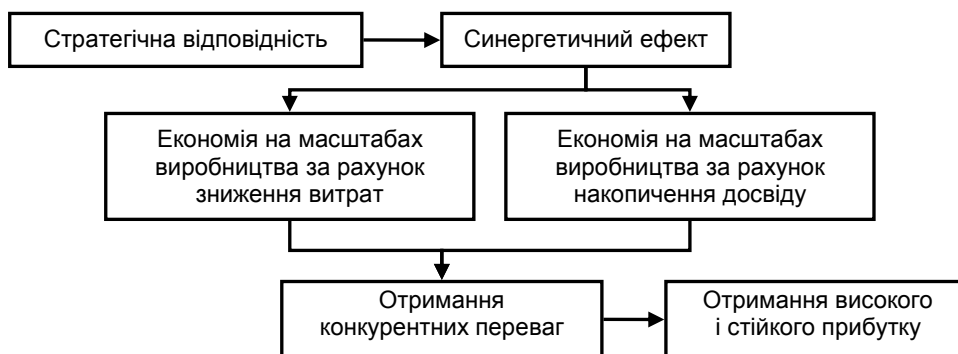 Стратегічна відповідність
Синергетичний ефект
Економія на масштабах
виробництва за рахунок
зниження витрат
Економія на масштабах
виробництва за рахунок
накопичення досвіду
Отримання
конкурентних переваг
Отримання високого
і стійкого прибутку